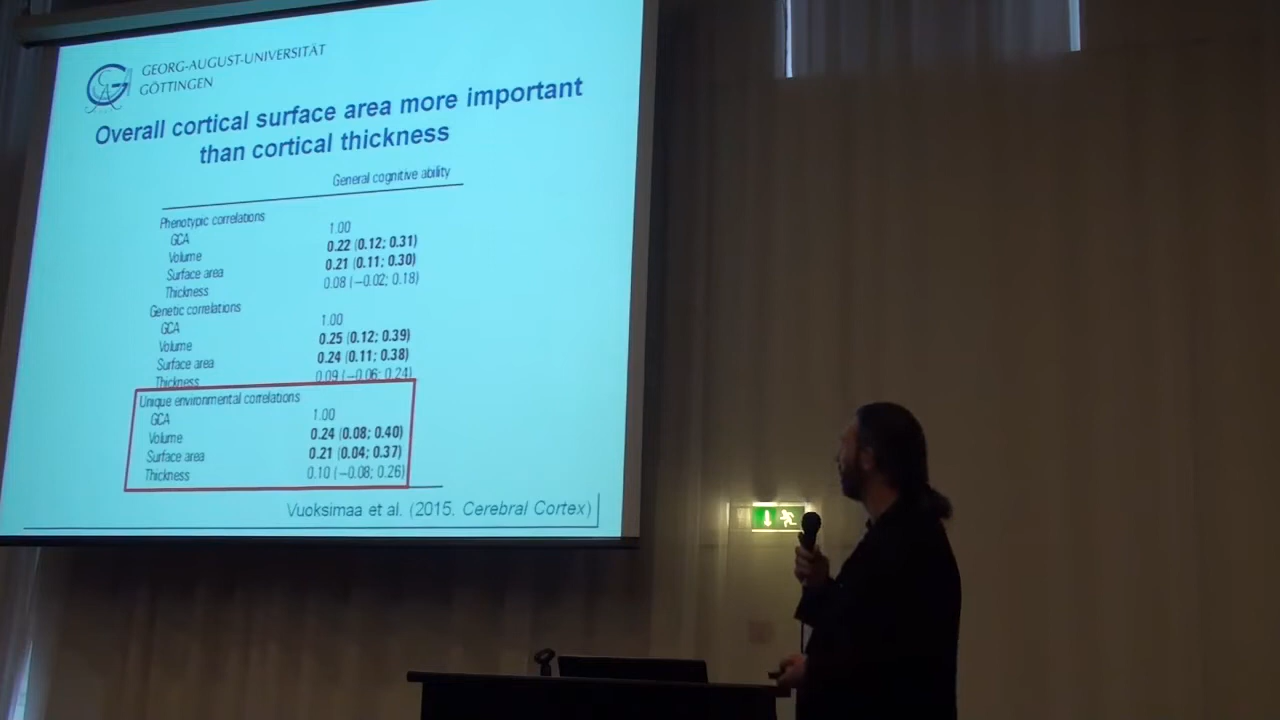 GEORG-AUGUST-UNIVERSITÄT
GÖTTINGEN
Overall cortical surface area more important
than cortical thickness
General cognitive ability
Phenotypic correlations
GCA 1.00
Volume 0.22 (0.12; 0.31)
Surface area 0.21 (0.11; 0.30)
Thickness 0.08 (−0.02; 0.18)
Genetic correlations
GCA 1.00
Volume 0.25 (0.12; 0.39)
Surface area 0.24 (0.11; 0.38)
Thickness 0.09 (−0.06; 0.24)
Unique environmental correlations
GCA 1.00
Volume 0.24 (0.08; 0.40)
Surface area 0.21 (0.04; 0.37)
Thickness 0.10 (−0.08; 0.26)
Vuoksimaa et al. (2015. Cerebral Cortex)